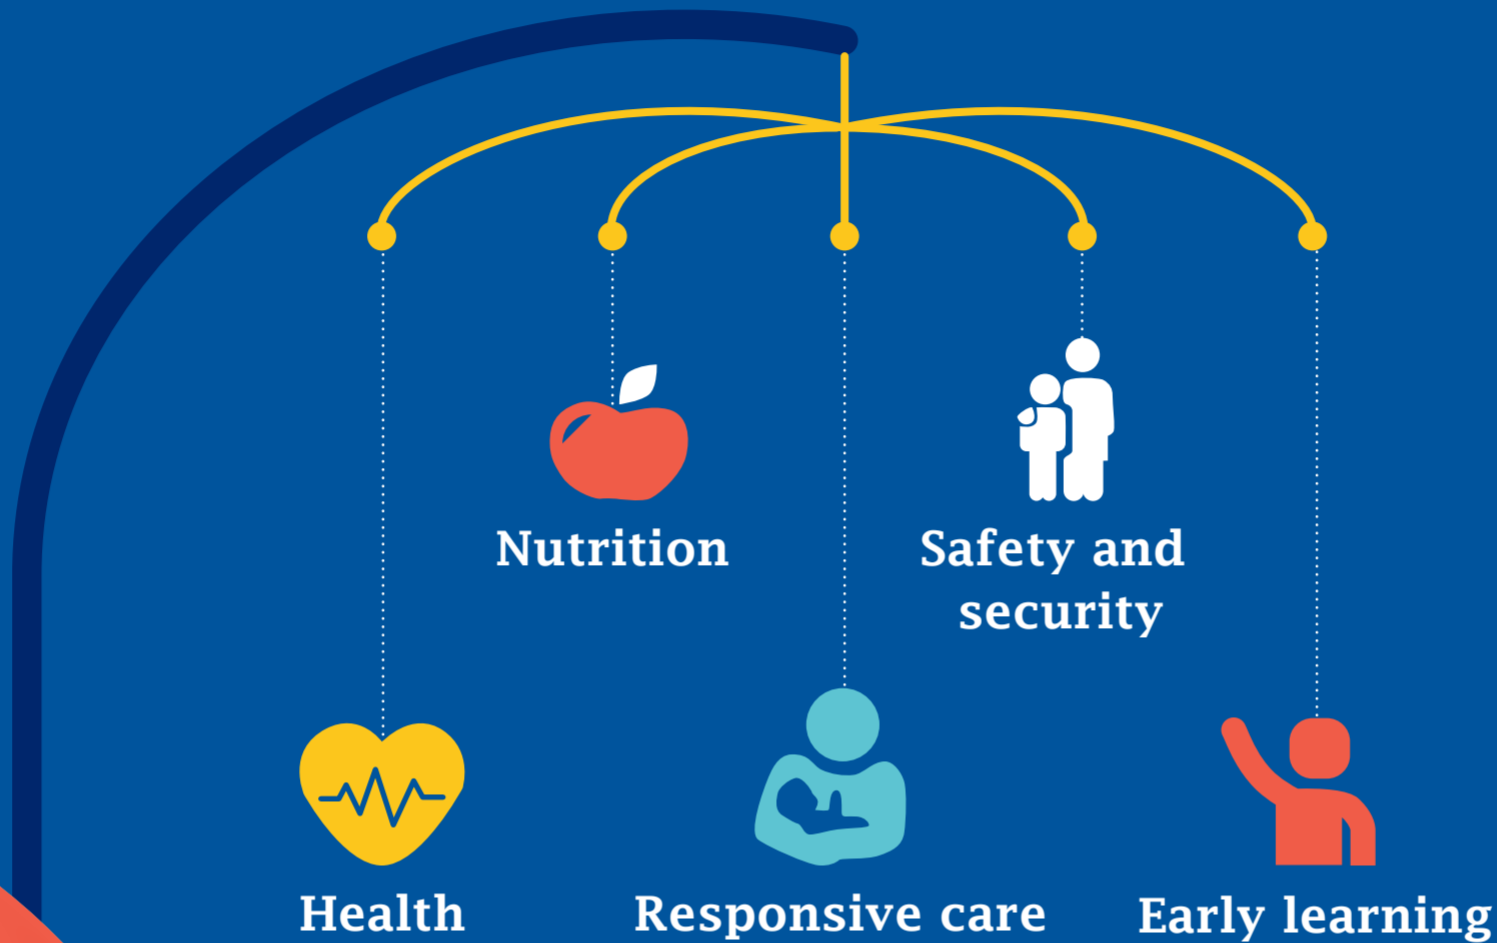 Nutrition
Safety and
security
Health
Responsive care
Early learning